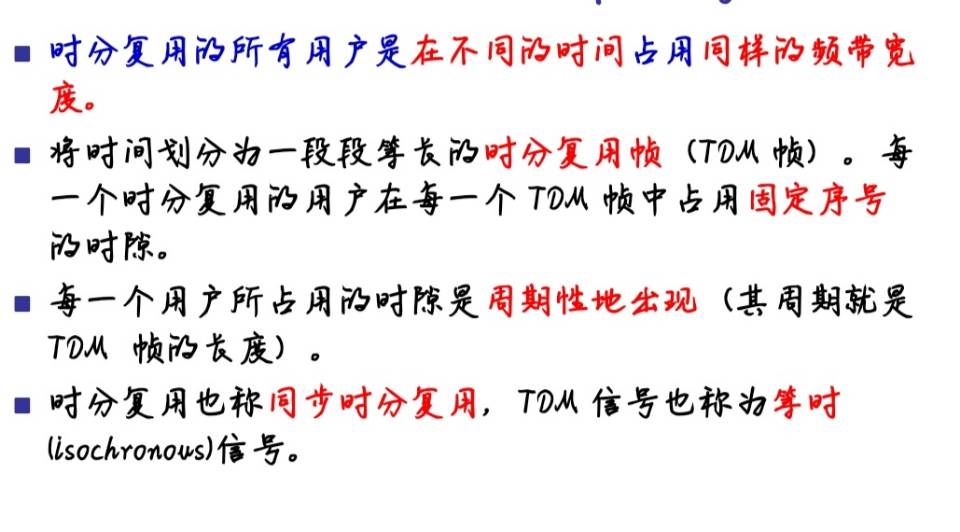 ■ 时分复用的所有用户是在不同的时间占用同样的频带宽
度。
■ 将时间划分为一段段等长的时分复用帧（TDM 帧）。每
一个时分复用的用户在每一个 TDM 帧中占用固定序号
的时隙。
■ 每一个用户所占用的时隙是周期性地出现（其周期就是
TDM 帧的长度）。
■ 时分复用也称同步时分复用，TDM 信号也称为等时
(isochronous)信号。